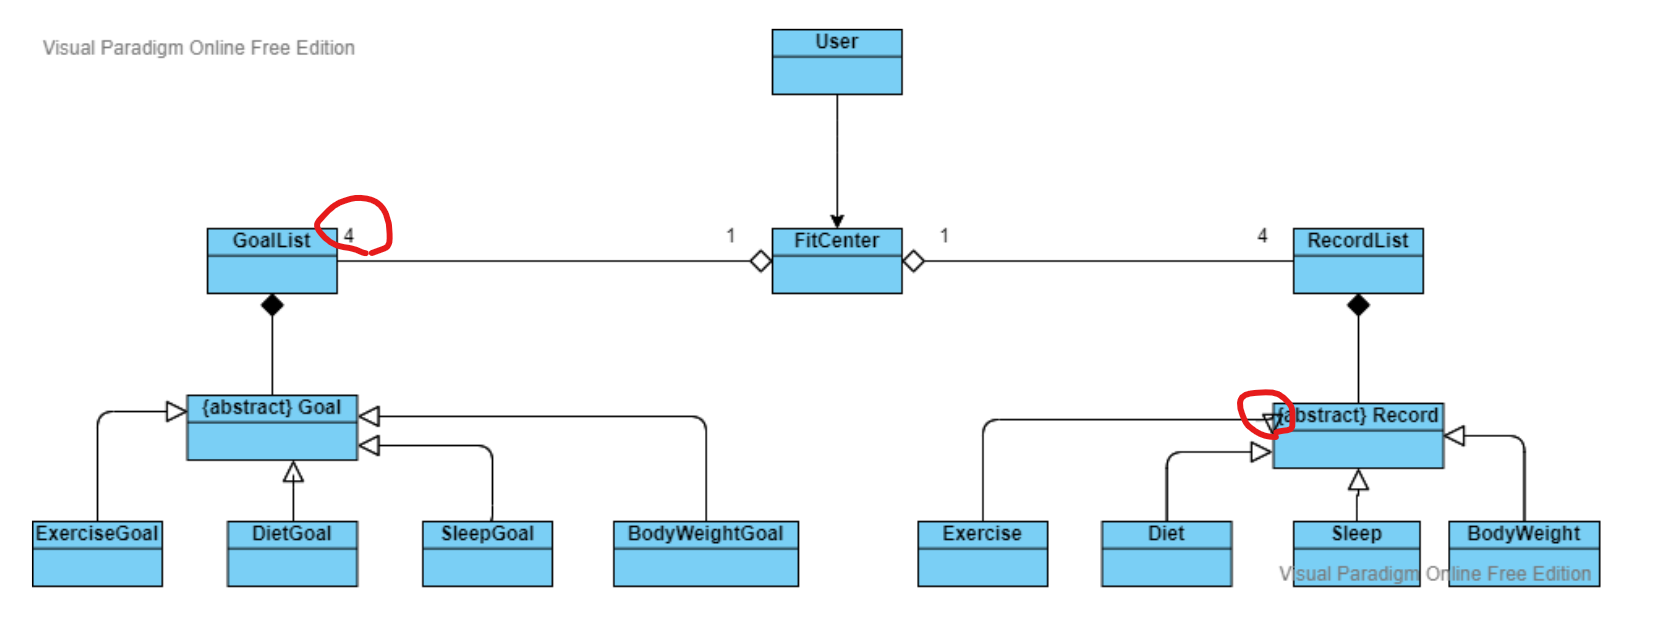 Visual Paradigm Online Free Edition
User
GoalList
4
1
FitCenter
1
4
RecordList
{abstract} Goal
{abstract} Record
ExerciseGoal
DietGoal
SleepGoal
BodyWeightGoal
Exercise
Diet
Sleep
BodyWeight
Visual Paradigm Online Free Edition